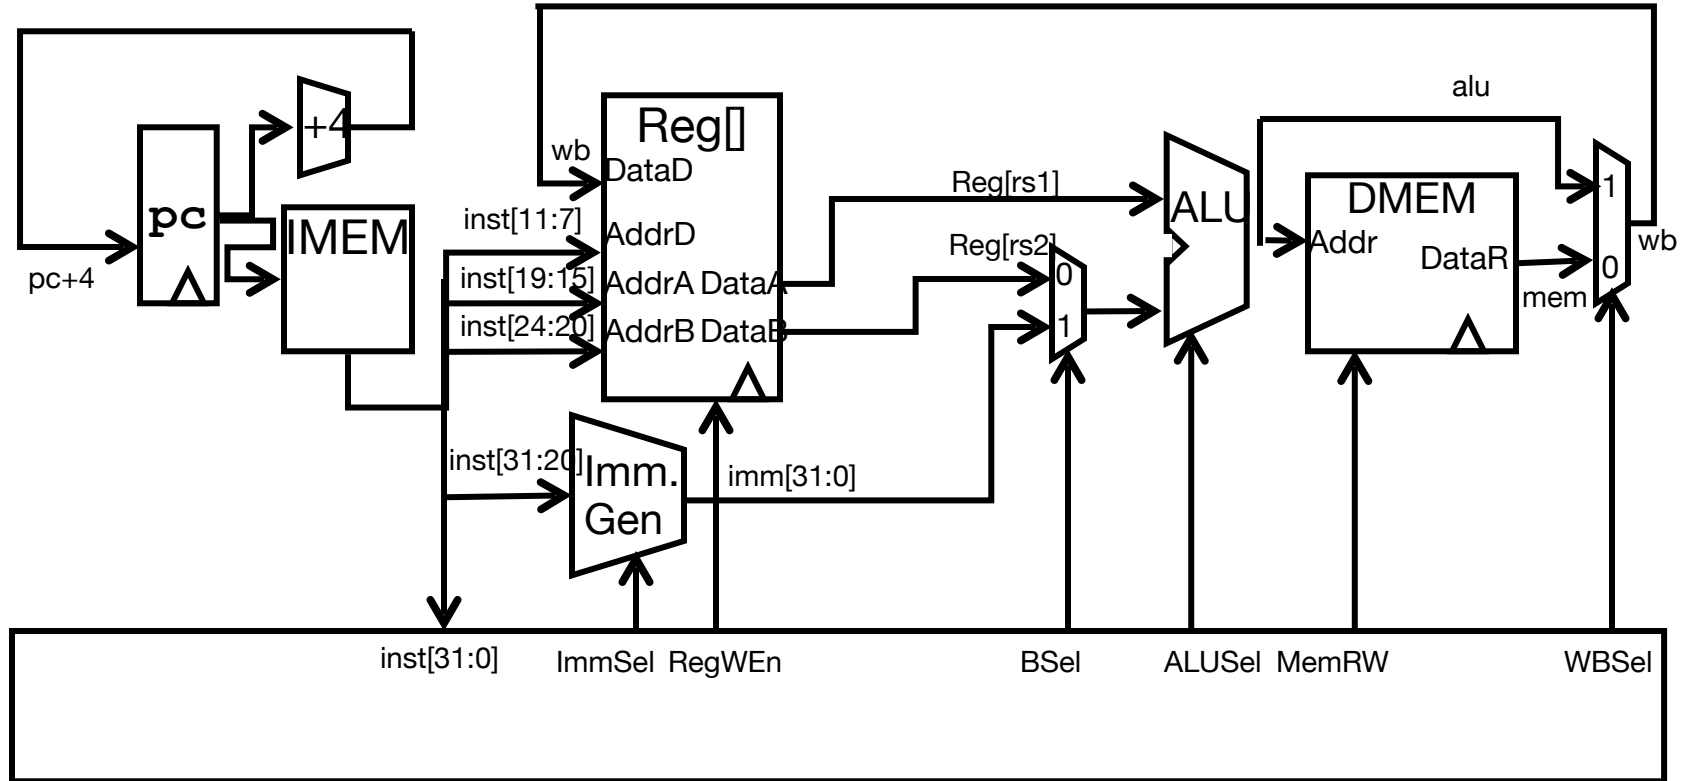 alu
+4
Reg[]
wb
DataD
pc
IMEM
inst[11:7]
AddrD
Reg[rs1]
ALU
DMEM
1
pc+4
inst[19:15]
AddrA
DataA
Reg[rs2]
0
Addr
DataR
wb
0
inst[24:20]
AddrB
DataB
1
mem
inst[31:20]
Imm.
Gen
imm[31:0]
inst[31:0]
ImmSel
RegWEn
BSel
ALUSel
MemRW
WBSel